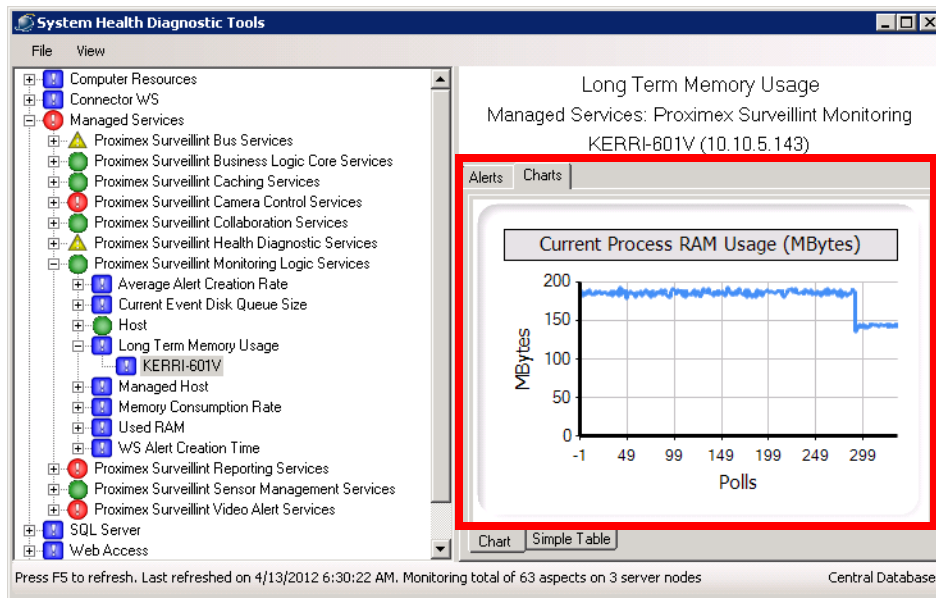 System Health Diagnostic Tools
File View
Computer Resources
Connector WS
Managed Services
Proximex Surveillint Bus Services
Proximex Surveillint Business Logic Core Services
Proximex Surveillint Caching Services
Proximex Surveillint Camera Control Services
Proximex Surveillint Collaboration Services
Proximex Surveillint Health Diagnostic Services
Proximex Surveillint Monitoring Logic Services
Average Alert Creation Rate
Current Event Disk Queue Size
Host
Long Term Memory Usage
KERRI-601V
Managed Host
Memory Consumption Rate
Used RAM
WS Alert Creation Time
Proximex Surveillint Reporting Services
Proximex Surveillint Sensor Management Services
Proximex Surveillint Video Alert Services
SQL Server
Web Access
Long Term Memory Usage
Managed Services: Proximex Surveillint Monitoring
KERRI-601V (10.10.5.143)
Alerts Charts
Current Process RAM Usage (MBytes)
MBytes
200
150
100
50
0
-1 49 99 149 199 249 299
Polls
Chart Simple Table
Press F5 to refresh. Last refreshed on 4/13/2012 6:30:22 AM. Monitoring total of 63 aspects on 3 server nodes Central Database